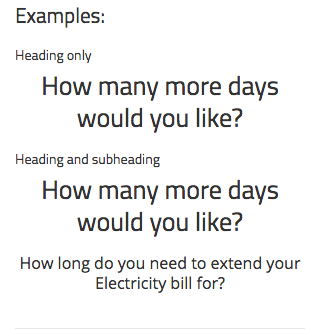 Examples:
Heading only
How many more days
would you like?
Heading and subheading
How many more days
would you like?
How long do you need to extend your
Electricity bill for?